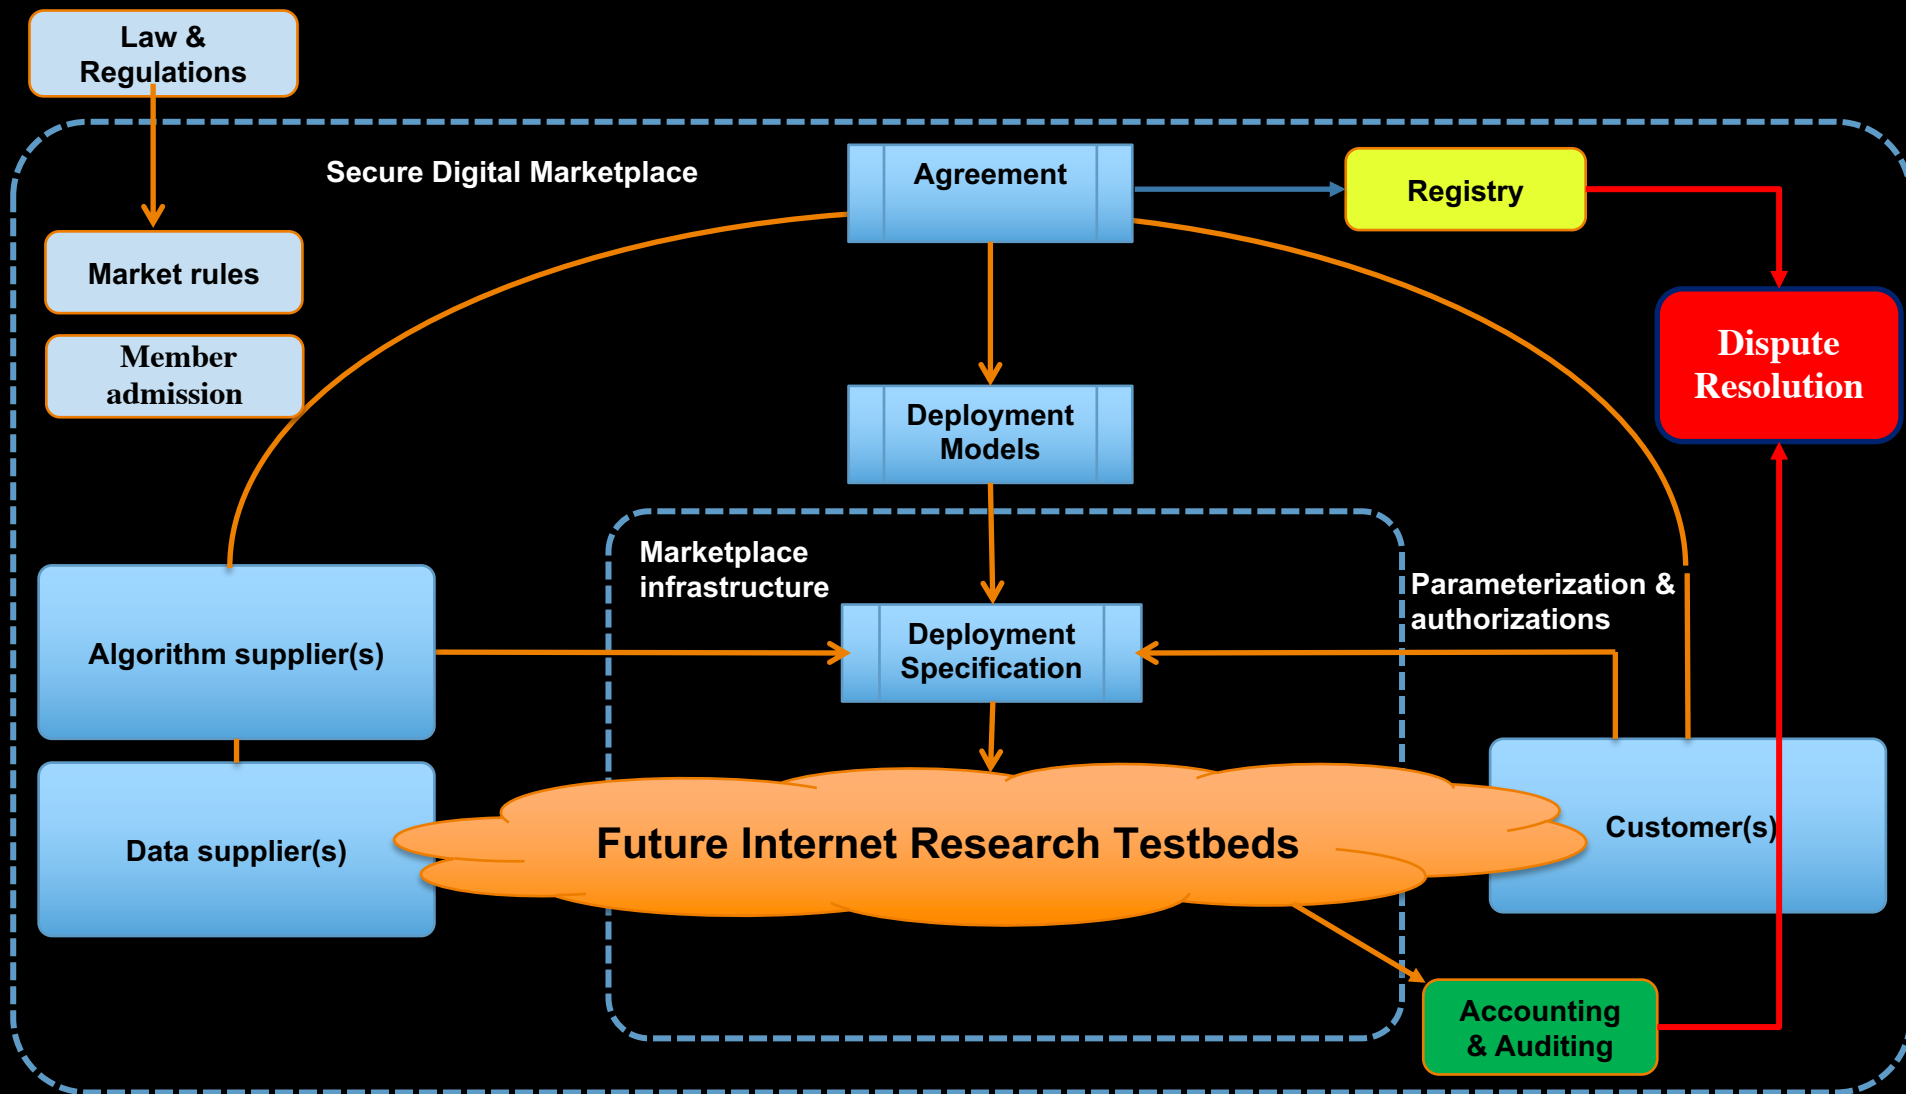 Law &
Regulations
Secure Digital Marketplace
Agreement
Registry
Market rules
Member
admission
Dispute
Resolution
Deployment
Models
Marketplace
infrastructure
Parameterization &
authorizations
Algorithm supplier(s)
Deployment
Specification
Data supplier(s)
Future Internet Research Testbeds
Customer(s)
Accounting
& Auditing